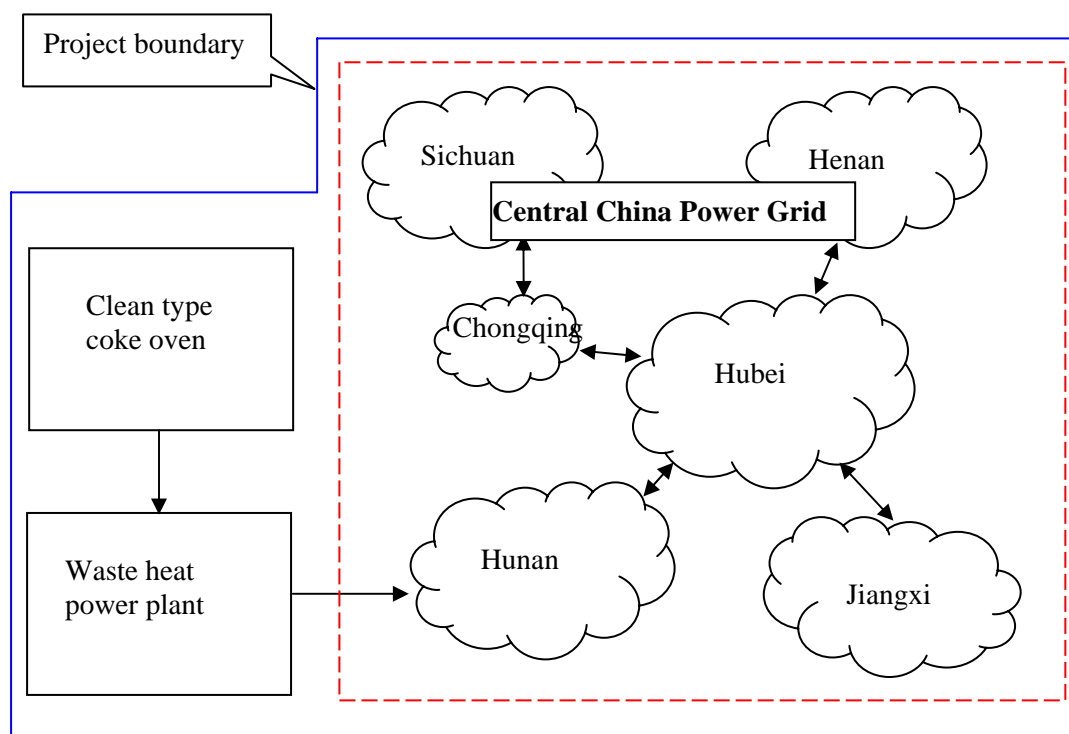 Project boundary
Sichuan
Henan
Central China Power Grid
Clean type
coke oven
Chongqing
Hubei
Waste heat
power plant
Hunan
Jiangxi